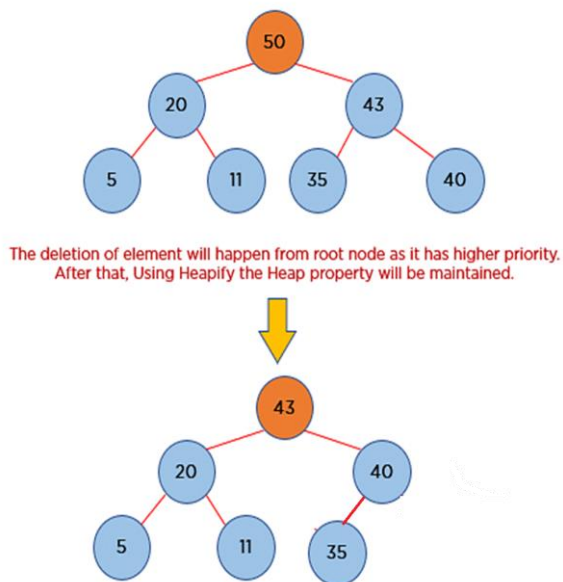 50
20 43
5 11 35 40
The deletion of element will happen from root node as it has higher priority.
After that, Using Heapify the Heap property will be maintained.
43
20 40
5 11 35